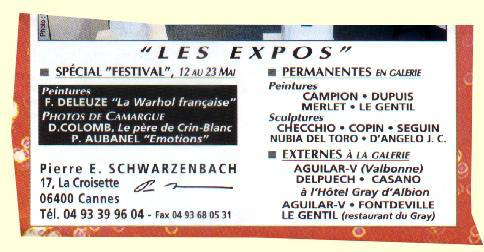 Photo:
"LES EXPOS"
■ SPÉCIAL "FESTIVAL", 12 AU 23 MAI
Peintures
F. DELEUZE "La Warhol française"
PHOTOS DE CAMARGUE
D.COLOMB, Le père de Crin-Blanc
P. AUBANEL "Emotions"
Pierre E. SCHWARZENBACH
17, La Croisette
06400 Cannes
Tél. 04 93 39 96 04 - Fax 04 93 68 05 31
■ PERMANENTES EN GALERIE
Peintures
CAMPION • DUPUIS
MERLET • LE GENTIL
Sculptures
CHECCHIO • COPIN • SEGUIN
NUBIA DEL TORO • D'ANGELO J. C.
■ EXTERNES À LA GALERIE
AGUILAR-V (Valbonne)
DELPUECH • CASANO
à l'Hôtel Gray d'Albion
AGUILAR-V • FONTDEVILLE
LE GENTIL (restaurant du Gray)